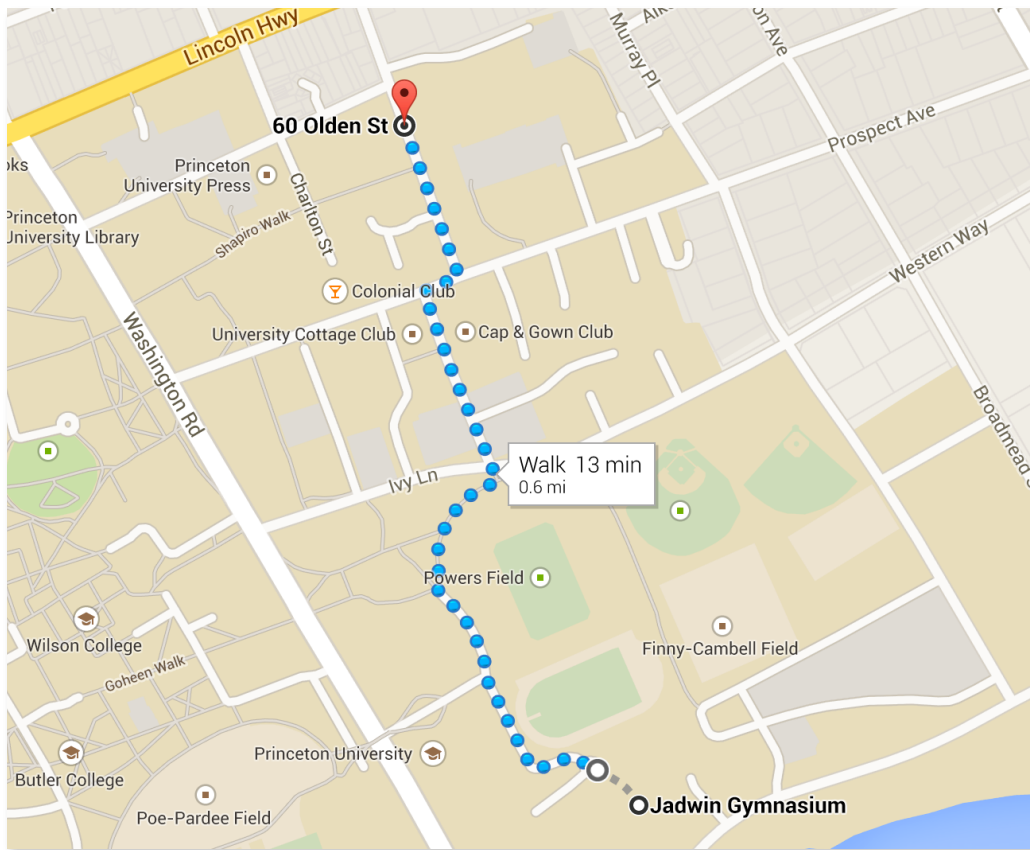 Lincoln Hwy
Murray Pl
60 Olden St
Prospect Ave
Princeton
University Press
Charlton St
Princeton
University Library
Shapiro Walk
Western Way
Colonial Club
University Cottage Club
Cap & Gown Club
Washington Rd
Broadmead
Walk 13 min
0.6 mi
Ivy Ln
Powers Field
Wilson College
Finny-Cambell Field
Goheen Walk
Princeton University
Butler College
Jadwin Gymnasium
Poe-Pardee Field